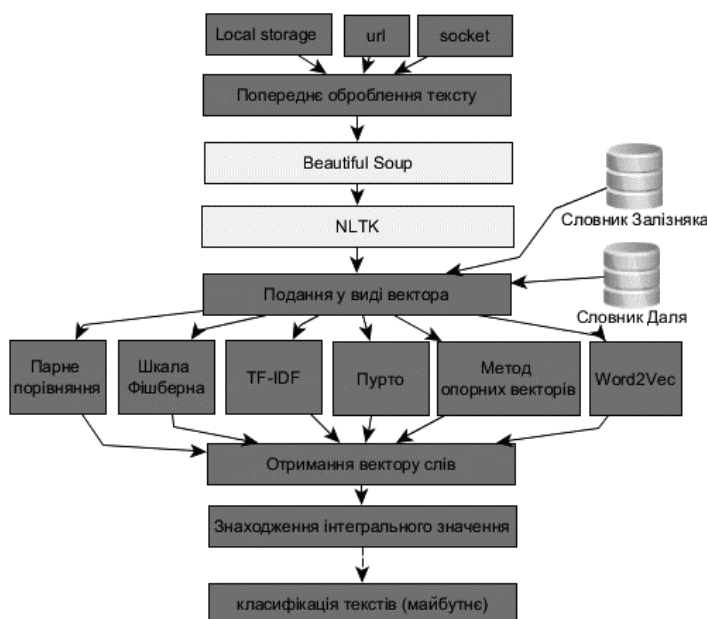 Local storage
url
socket
Попереднє оброблення тексту
Beautiful Soup
NLTK
Словник Залізняка
Словник Даля
Подання у виді вектора
Парне
порівняння
Шкала
Фішберна
TF-IDF
Пурто
Метод
опорних векторів
Word2Vec
Отримання вектору слів
Знаходження інтегрального значення
класифікація текстів (майбутнє)